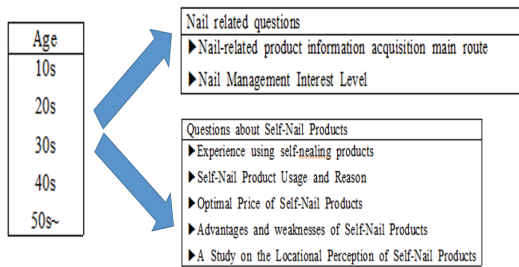 Age
10s
20s
30s
40s
50s~
Nail related questions
▶Nail-related product information acquisition main route
▶Nail Management Interest Level
Questions about Self-Nail Products
▶Experience using self-nealing products
▶Self-Nail Product Usage and Reason
▶Optimal Price of Self-Nail Products
▶Advantages and weaknesses of Self-Nail Products
▶A Study on the Locational Perception of Self-Nail Products